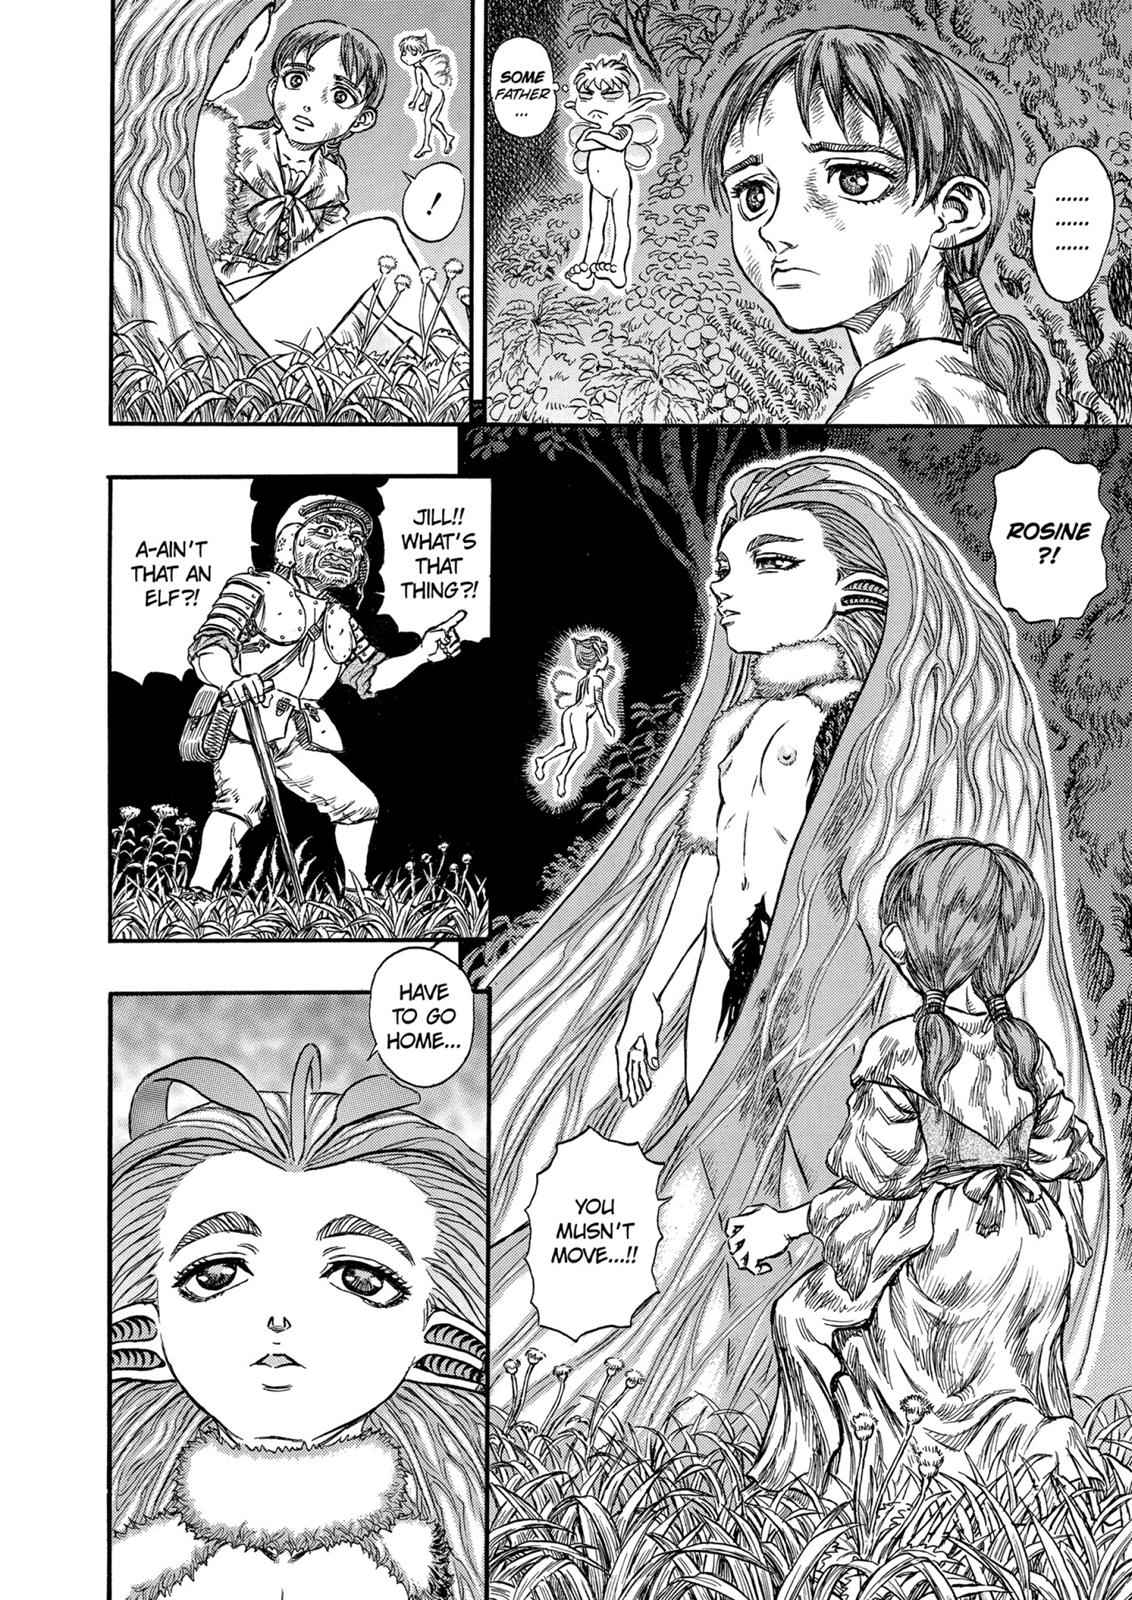 ......
......
......
SOME
FATHER
...
!
ROSINE
?!
JILL!!
WHAT'S
THAT
THING?!
A-AIN'T
THAT AN
ELF?!
YOU
MUSN'T
MOVE...!!
HAVE
TO GO
HOME...